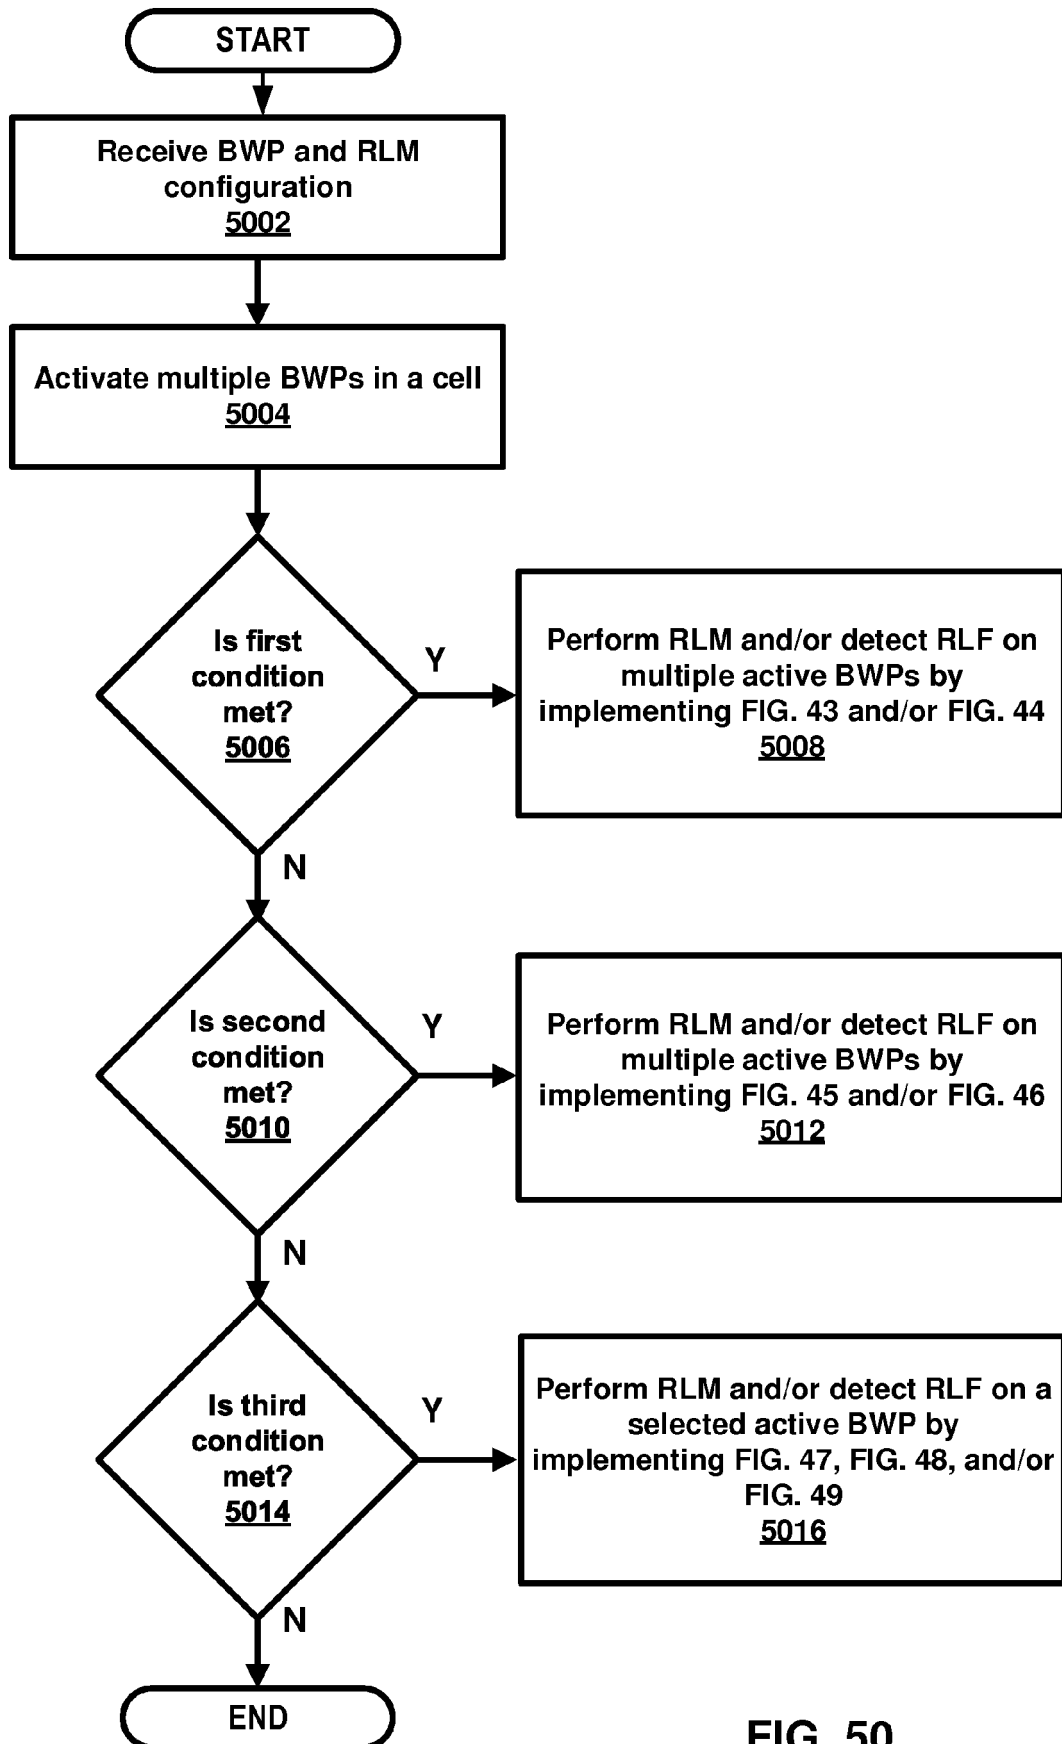 START
Receive BWP and RLM
configuration
5002
Activate multiple BWPs in a cell
5004
Is first
condition
met?
5006
Y
Perform RLM and/or detect RLF on
multiple active BWPs by
implementing FIG. 43 and/or FIG. 44
5008
N
Is second
condition
met?
5010
Y
Perform RLM and/or detect RLF on
multiple active BWPs by
implementing FIG. 45 and/or FIG. 46
5012
N
Is third
condition
met?
5014
Y
Perform RLM and/or detect RLF on a
selected active BWP by
implementing FIG. 47, FIG. 48, and/or
FIG. 49
5016
N
END
FIG. 50